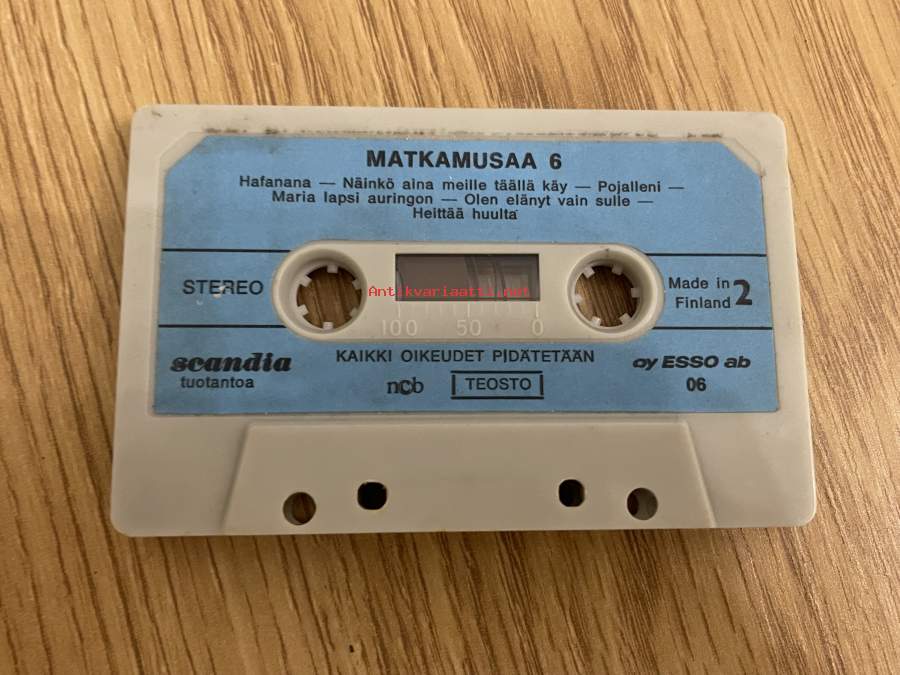 MATKAMUSAA 6
Hafanana — Näinkö aina meille täällä käy — Pojalleni —
Maria lapsi auringon — Olen elänyt vain sulle —
Heittää huulta
STEREO
Antikvariaatti.net
100 50 0
Made in
Finland 2
scandia
tuotantoa
KAIKKI OIKEUDET PIDÄTETÄÄN
ncb TEOSTO
oy ESSO ab
06